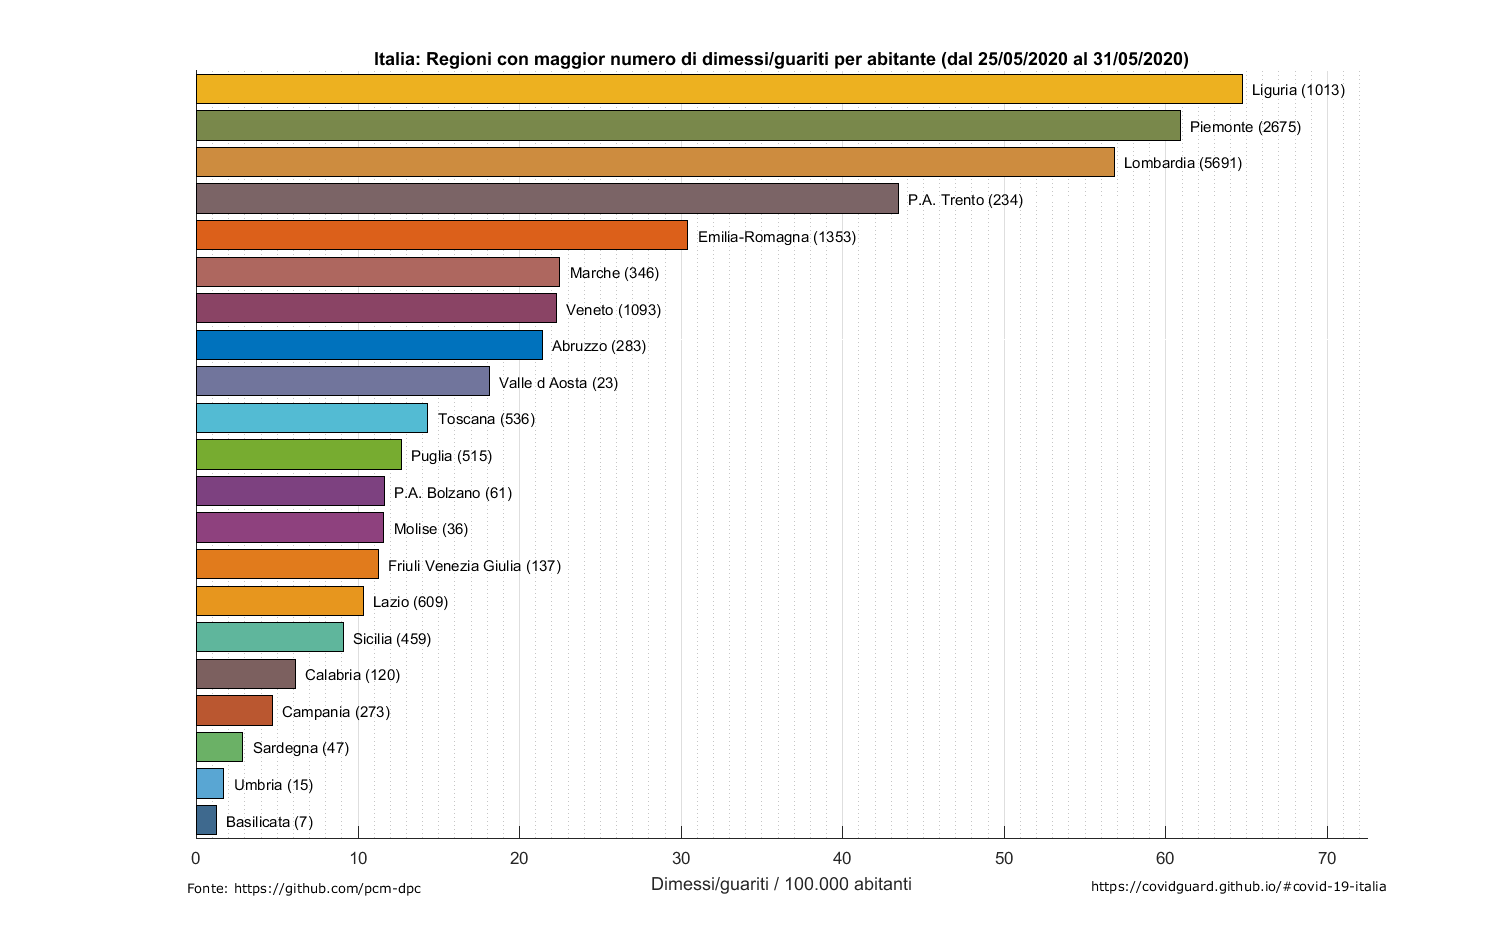 Italia: Regioni con maggior numero di dimessi/guariti per abitante (dal 25/05/2020 al 31/05/2020)
Liguria (1013)
Piemonte (2675)
Lombardia (5691)
P.A. Trento (234)
Emilia-Romagna (1353)
Marche (346)
Veneto (1093)
Abruzzo (283)
Valle d Aosta (23)
Toscana (536)
Puglia (515)
P.A. Bolzano (61)
Molise (36)
Friuli Venezia Giulia (137)
Lazio (609)
Sicilia (459)
Calabria (120)
Campania (273)
Sardegna (47)
Umbria (15)
Basilicata (7)
0 10 20 30 40 50 60 70
Dimessi/guariti / 100.000 abitanti
Fonte: https://github.com/pcm-dpc
https://covidguard.github.io/#covid-19-italia